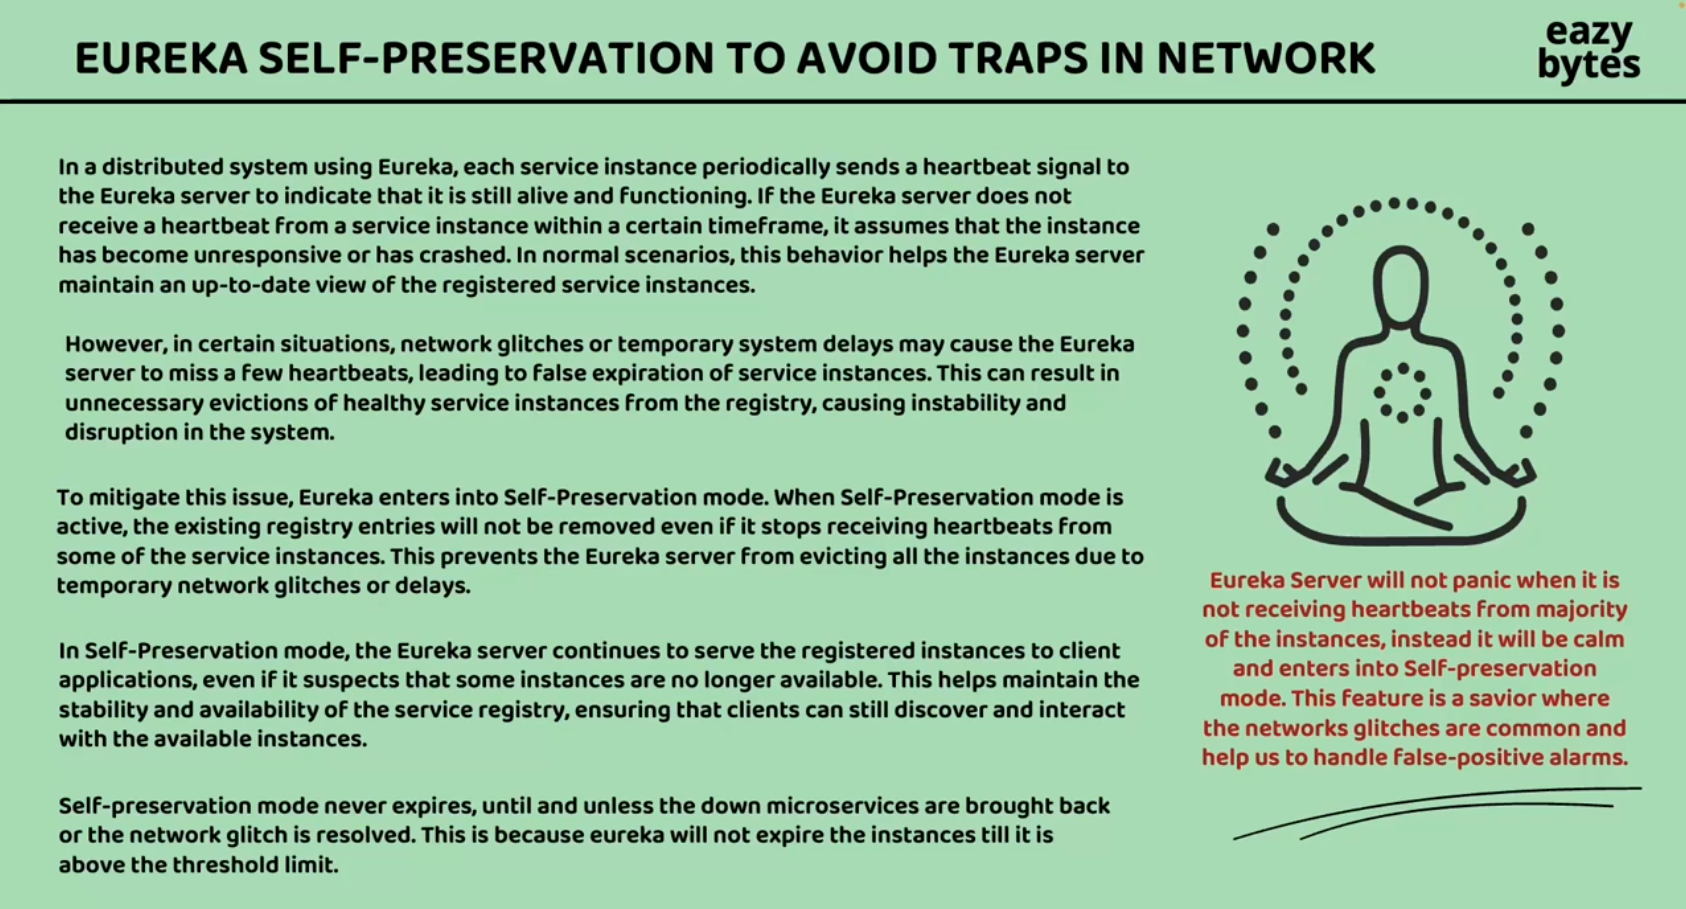 EUREKA SELF-PRESERVATION TO AVOID TRAPS IN NETWORK
eazy
bytes
In a distributed system using Eureka, each service instance periodically sends a heartbeat signal to
the Eureka server to indicate that it is still alive and functioning. If the Eureka server does not
receive a heartbeat from a service instance within a certain timeframe, it assumes that the instance
has become unresponsive or has crashed. In normal scenarios, this behavior helps the Eureka server
maintain an up-to-date view of the registered service instances.
However, in certain situations, network glitches or temporary system delays may cause the Eureka
server to miss a few heartbeats, leading to false expiration of service instances. This can result in
unnecessary evictions of healthy service instances from the registry, causing instability and
disruption in the system.
To mitigate this issue, Eureka enters into Self-Preservation mode. When Self-Preservation mode is
active, the existing registry entries will not be removed even if it stops receiving heartbeats from
some of the service instances. This prevents the Eureka server from evicting all the instances due to
temporary network glitches or delays.
In Self-Preservation mode, the Eureka server continues to serve the registered instances to client
applications, even if it suspects that some instances are no longer available. This helps maintain the
stability and availability of the service registry, ensuring that clients can still discover and interact
with the available instances.
Self-preservation mode never expires, until and unless the down microservices are brought back
or the network glitch is resolved. This is because eureka will not expire the instances till it is
above the threshold limit.
Eureka Server will not panic when it is
not receiving heartbeats from majority
of the instances, instead it will be calm
and enters into Self-preservation
mode. This feature is a savior where
the networks glitches are common and
help us to handle false-positive alarms.